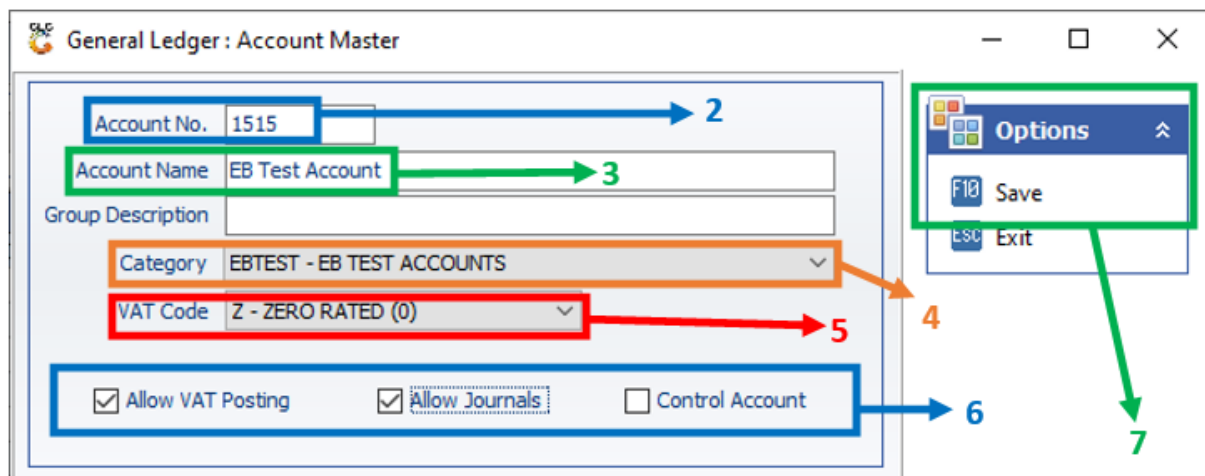 General Ledger : Account Master
Account No. 1515 2
Options
Account Name EB Test Account 3
F10 Save
Group Description
ESC Exit
Category EBTEST - EB TEST ACCOUNTS
4
VAT Code Z - ZERO RATED (0)
5
Allow VAT Posting Allow Journals Control Account
6
7